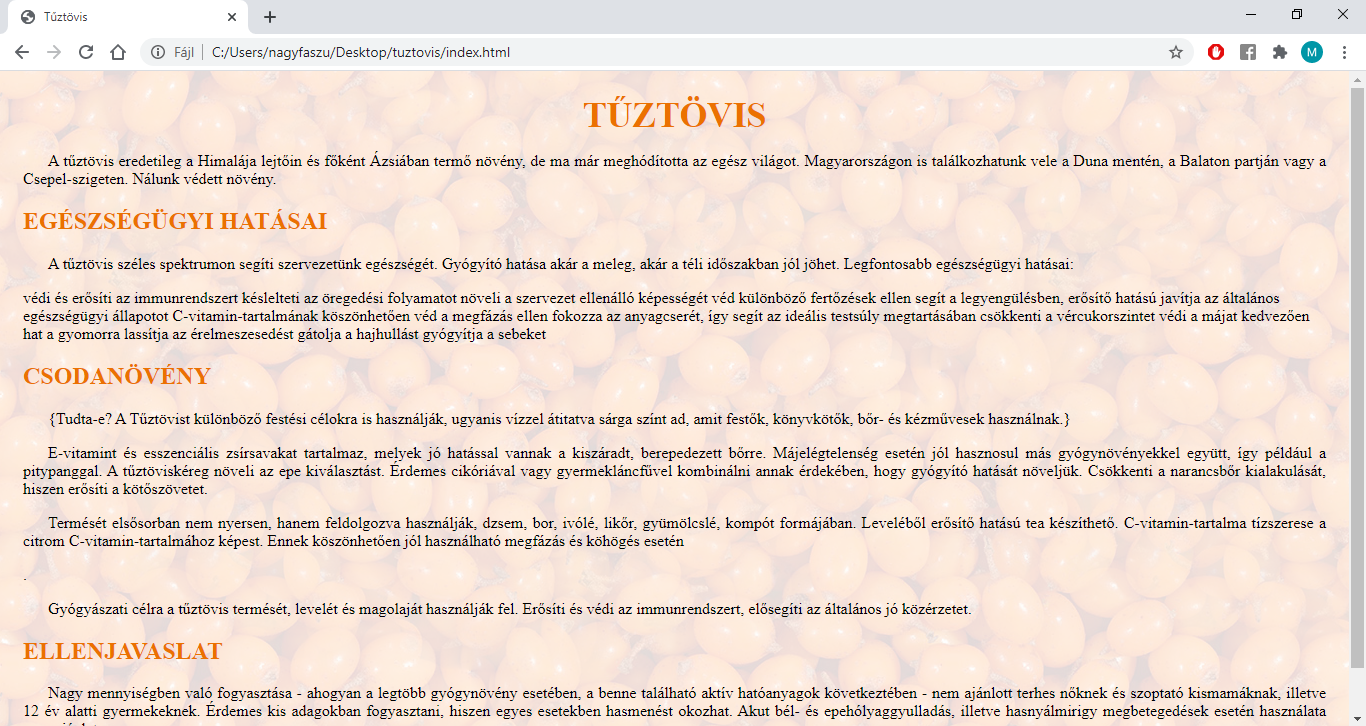 Tűztövis
Fájl
C:/Users/nagyfaszu/Desktop/tuztovis/index.html
M
TŰZTÖVIS
A tűztövis eredetileg a Himalája lejtőin és főként Ázsiában termő növény, de ma már meghódította az egész világot. Magyarországon is találkozhatunk vele a Duna mentén, a Balaton partján vagy a
Csepel-szigeten. Nálunk védett növény.
EGÉSZSÉGÜGYI HATÁSAI
A tűztövis széles spektrumon segíti szervezetünk egészségét. Gyógyító hatása akár a meleg, akár a téli időszakban jól jöhet. Legfontosabb egészségügyi hatásai:
védi és erősíti az immunrendszert késlelteti az öregedési folyamatot növeli a szervezet ellenálló képességét véd különböző fertőzések ellen segít a legyengülésben, erősítő hatású javítja az általános
egészségügyi állapotot C-vitamin-tartalmának köszönhetően véd a megfázás ellen fokozza az anyagcserét, így segít az ideális testsúly megtartásában csökkenti a vércukorszintet védi a májat kedvezően
hat a gyomorra lassítja az érelmeszesedést gátolja a hajhullást gyógyítja a sebeket
CSODANÖVÉNY
{Tudta-e? A Tűztövist különböző festési célokra is használják, ugyanis vízzel átitatva sárga színt ad, amit festők, könyvkötők, bőr- és kézművesek használnak.}
E-vitamint és esszenciális zsírsavakat tartalmaz, melyek jó hatással vannak a kiszáradt, berepedezett bőrre. Májelégtelenség esetén jól hasznosul más gyógynövényekkel együtt, így például a
pitypanggal. A tűztöviskéreg növeli az epe kiválasztást. Érdemes cikóriával vagy gyermekláncfűvel kombinálni annak érdekében, hogy gyógyító hatását növeljük. Csökkenti a narancsbőr kialakulását,
hiszen erősíti a kötőszövetet.
Termését elsősorban nem nyersen, hanem feldolgozva használják, dzsem, bor, ivólé, likőr, gyümölcslé, kompót formájában. Leveléből erősítő hatású tea készíthető. C-vitamin-tartalma tízszerese a
citrom C-vitamin-tartalmához képest. Ennek köszönhetően jól használható megfázás és köhögés esetén
.
Gyógyászati célra a tűztövis termését, levelét és magolaját használják fel. Erősíti és védi az immunrendszert, elősegíti az általános jó közérzetet.
ELLENJAVASLAT
Nagy mennyiségben való fogyasztása - ahogyan a legtöbb gyógynövény esetében, a benne található aktív hatóanyagok következtében - nem ajánlott terhes nőknek és szoptató kismamáknak, illetve
12 év alatti gyermekeknek. Érdemes kis adagokban fogyasztani, hiszen egyes esetekben hasmenést okozhat. Akut bél- és epehólyaggyulladás, illetve hasnyálmirigy megbetegedések esetén használata